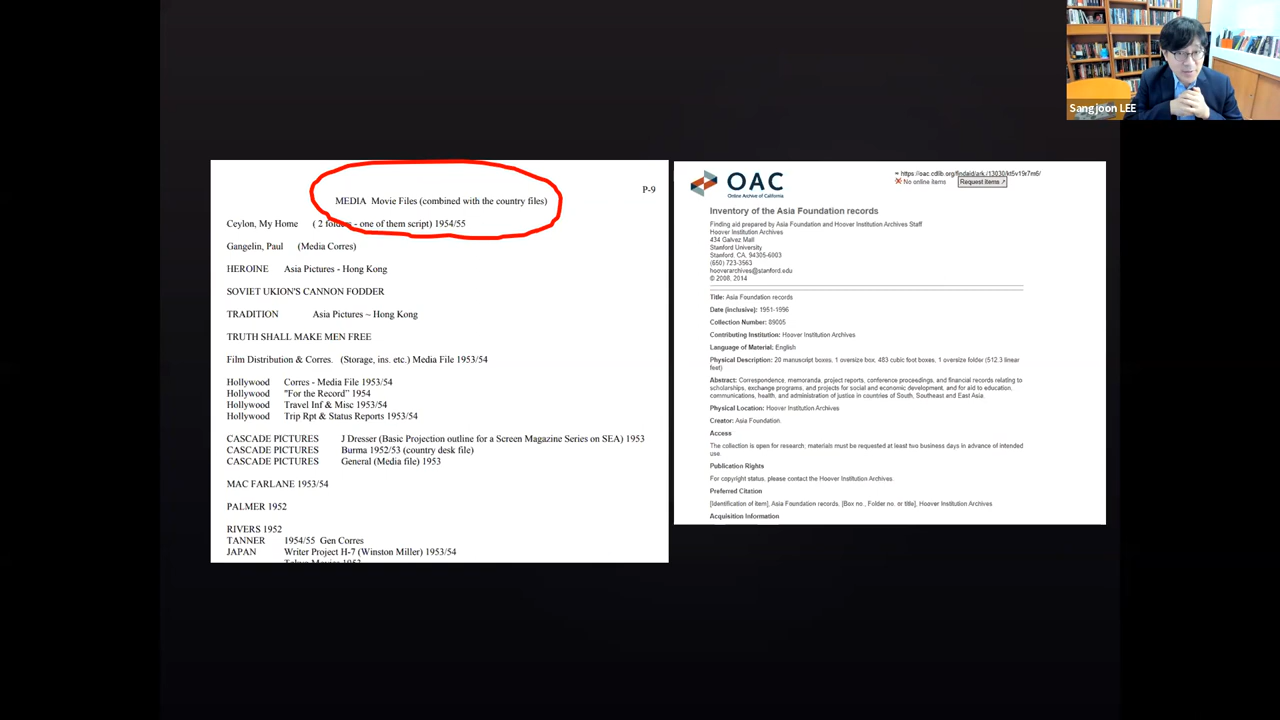 Sangjoon LEE
P-9
MEDIA Movie Files (combined with the country files)
Ceylon, My Home ( 2 folders - one of them script) 1954/55
Gangelin, Paul (Media Corres)
HEROINE Asia Pictures - Hong Kong
SOVIET UKION'S CANNON FODDER
TRADITION Asia Pictures ~ Hong Kong
TRUTH SHALL MAKE MEN FREE
Film Distribution & Corres. (Storage, ins. etc.) Media File 1953/54
Hollywood Corres - Media File 1953/54
Hollywood "For the Record" 1954
Hollywood Travel Inf & Misc 1953/54
Hollywood Trip Rpt & Status Reports 1953/54
CASCADE PICTURES J Dresser (Basic Projection outline for a Screen Magazine Series on SEA) 1953
CASCADE PICTURES Burma 1952/53 (country desk file)
CASCADE PICTURES General (Media file) 1953
MAC FARLANE 1953/54
PALMER 1952
RIVERS 1952
TANNER 1954/55 Gen Corres
JAPAN Writer Project H-7 (Winston Miller) 1953/54
OAC
Online Archive of California
https://oac.cdlib.org/findaid/ark:/13030/kt5v19r7m6/
No online items Request items ↗
Inventory of the Asia Foundation records
Finding aid prepared by Asia Foundation and Hoover Institution Archives Staff
Hoover Institution Archives
434 Galvez Mall
Stanford University
Stanford, CA, 94305-6003
(650) 723-3563
hooverarchives@stanford.edu
© 2008, 2014
Title: Asia Foundation records
Date (inclusive): 1951-1996
Collection Number: 89005
Contributing Institution: Hoover Institution Archives
Language of Material: English
Physical Description: 20 manuscript boxes, 1 oversize box, 483 cubic foot boxes, 1 oversize folder (512.3 linear
feet)
Abstract: Correspondence, memoranda, project reports, conference proceedings, and financial records relating to
scholarships, exchange programs, and projects for social and economic development, and for aid to education,
communications, health, and administration of justice in countries of South, Southeast and East Asia.
Physical Location: Hoover Institution Archives
Creator: Asia Foundation.
Access
The collection is open for research; materials must be requested at least two business days in advance of intended
use.
Publication Rights
For copyright status, please contact the Hoover Institution Archives.
Preferred Citation
[Identification of item], Asia Foundation records, [Box no., Folder no. or title], Hoover Institution Archives
Acquisition Information